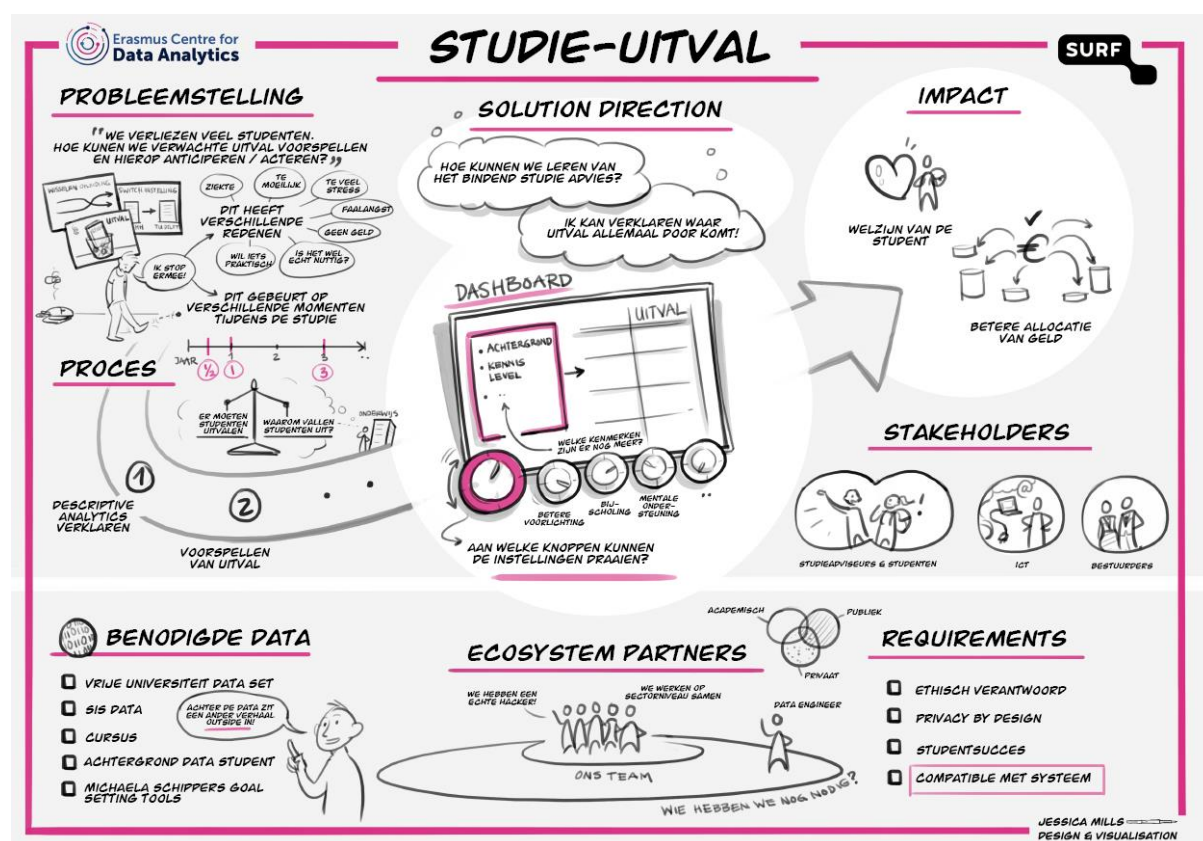 Erasmus Centre for
Data Analytics
STUDIE-UITVAL
SURF
PROBLEEMSTELLING
"WE VERLIEZEN VEEL STUDENTEN.
HOE KUNEN WE VERWACHTE UITVAL VOORSPELLEN
EN HIEROP ANTICIPEREN / ACTEREN?"
WISSELEN OPLEIDING
SWITCH INSTELLING
TU DELFT
UITVAL
ZIEKTE
TE
MOEILIJK
TE VEEL
STRESS
FAALANGST
GEEN GELD
IS HET WEL
ECHT NUTTIG?
WIL IETS
PRAKTISCH
DIT HEEFT
VERSCHILLENDE
REDENEN
IK STOP
ERMEE!
DIT GEBEURT OP
VERSCHILLENDE MOMENTEN
TIJDENS DE STUDIE
JAAR
1
2
3
..
½
1
3
PROCES
ER MOETEN
STUDENTEN
UITVALEN
WAAROM VALLEN
STUDENTEN UIT?
ONDERWIJS
1
DESCRIPTIVE
ANALYTICS
VERKLAREN
2
VOORSPELLEN
VAN UITVAL
SOLUTION DIRECTION
HOE KUNNEN WE LEREN VAN
HET BINDEND STUDIE ADVIES?
IK KAN VERKLAREN WAAR
UITVAL ALLEMAAL DOOR KOMT!
DASHBOARD
UITVAL
• ACHTERGROND
• KENNIS
LEVEL
• ..
WELKE KENMERKEN
ZIJN ER NOG MEER?
BETERE
VOORLICHTING
BIJ-
SCHOLING
MENTALE
ONDER-
STEUNING
..
AAN WELKE KNOPPEN KUNNEN
DE INSTELLINGEN DRAAIEN?
IMPACT
WELZIJN VAN DE
STUDENT
€
BETERE ALLOCATIE
VAN GELD
STAKEHOLDERS
STUDIEADVISEURS & STUDENTEN
ICT
BESTUURDERS
BENODIGDE DATA
VRIJE UNIVERSITEIT DATA SET
SIS DATA
CURSUS
ACHTERGROND DATA STUDENT
MICHAELA SCHIPPERS GOAL
SETTING TOOLS
ACHTER DE DATA ZIT
EEN ANDER VERHAAL
OUTSIDE IN!
ECOSYSTEM PARTNERS
ACADEMISCH
PUBLIEK
PRIVAAT
WE HEBBEN EEN
ECHTE HACKER!
WE WERKEN OP
SECTORNIVEAU SAMEN
DATA ENGINEER
ONS TEAM
WIE HEBBEN WE NOG NODIG?
REQUIREMENTS
ETHISCH VERANTWOORD
PRIVACY BY DESIGN
STUDENTSUCCES
COMPATIBLE MET SYSTEEM
JESSICA MILLS
DESIGN & VISUALISATION